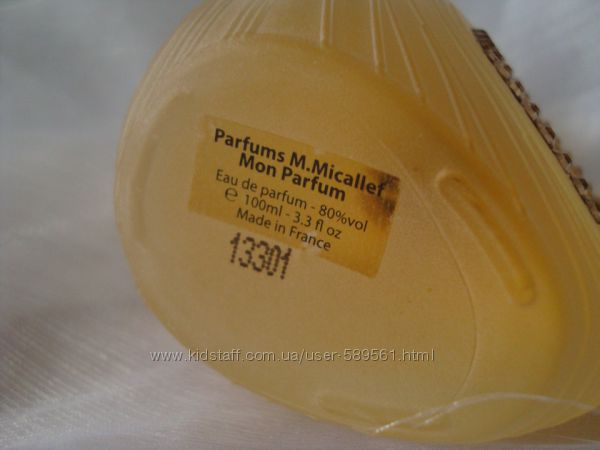 Parfums M.Micallef
Mon Parfum
Eau de parfum - 80%vol
℮ 100ml - 3.3 fl oz
Made in France
13301
www.kidstaff.com.ua/user-589561.html